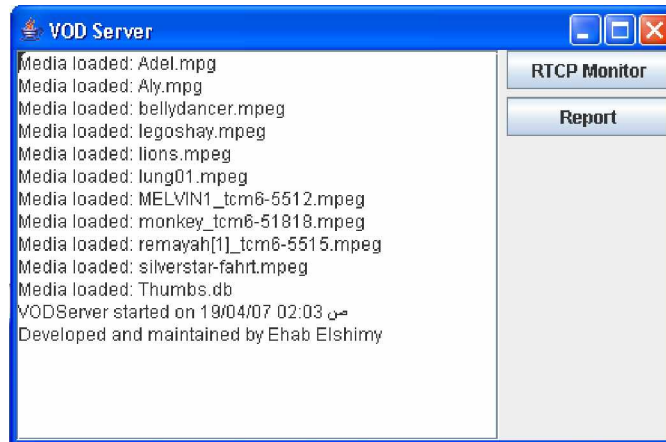 VOD Server
Media loaded: Adel.mpg
Media loaded: Aly.mpg
Media loaded: bellydancer.mpeg
Media loaded: legoshay.mpeg
Media loaded: lions.mpeg
Media loaded: lung01.mpeg
Media loaded: MELVIN1_tcm6-5512.mpeg
Media loaded: monkey_tcm6-51818.mpeg
Media loaded: remayah[1]_tcm6-5515.mpeg
Media loaded: silverstar-fahrt.mpeg
Media loaded: Thumbs.db
VODServer started on 19/04/07 02:03 ص
Developed and maintained by Ehab Elshimy
RTCP Monitor
Report